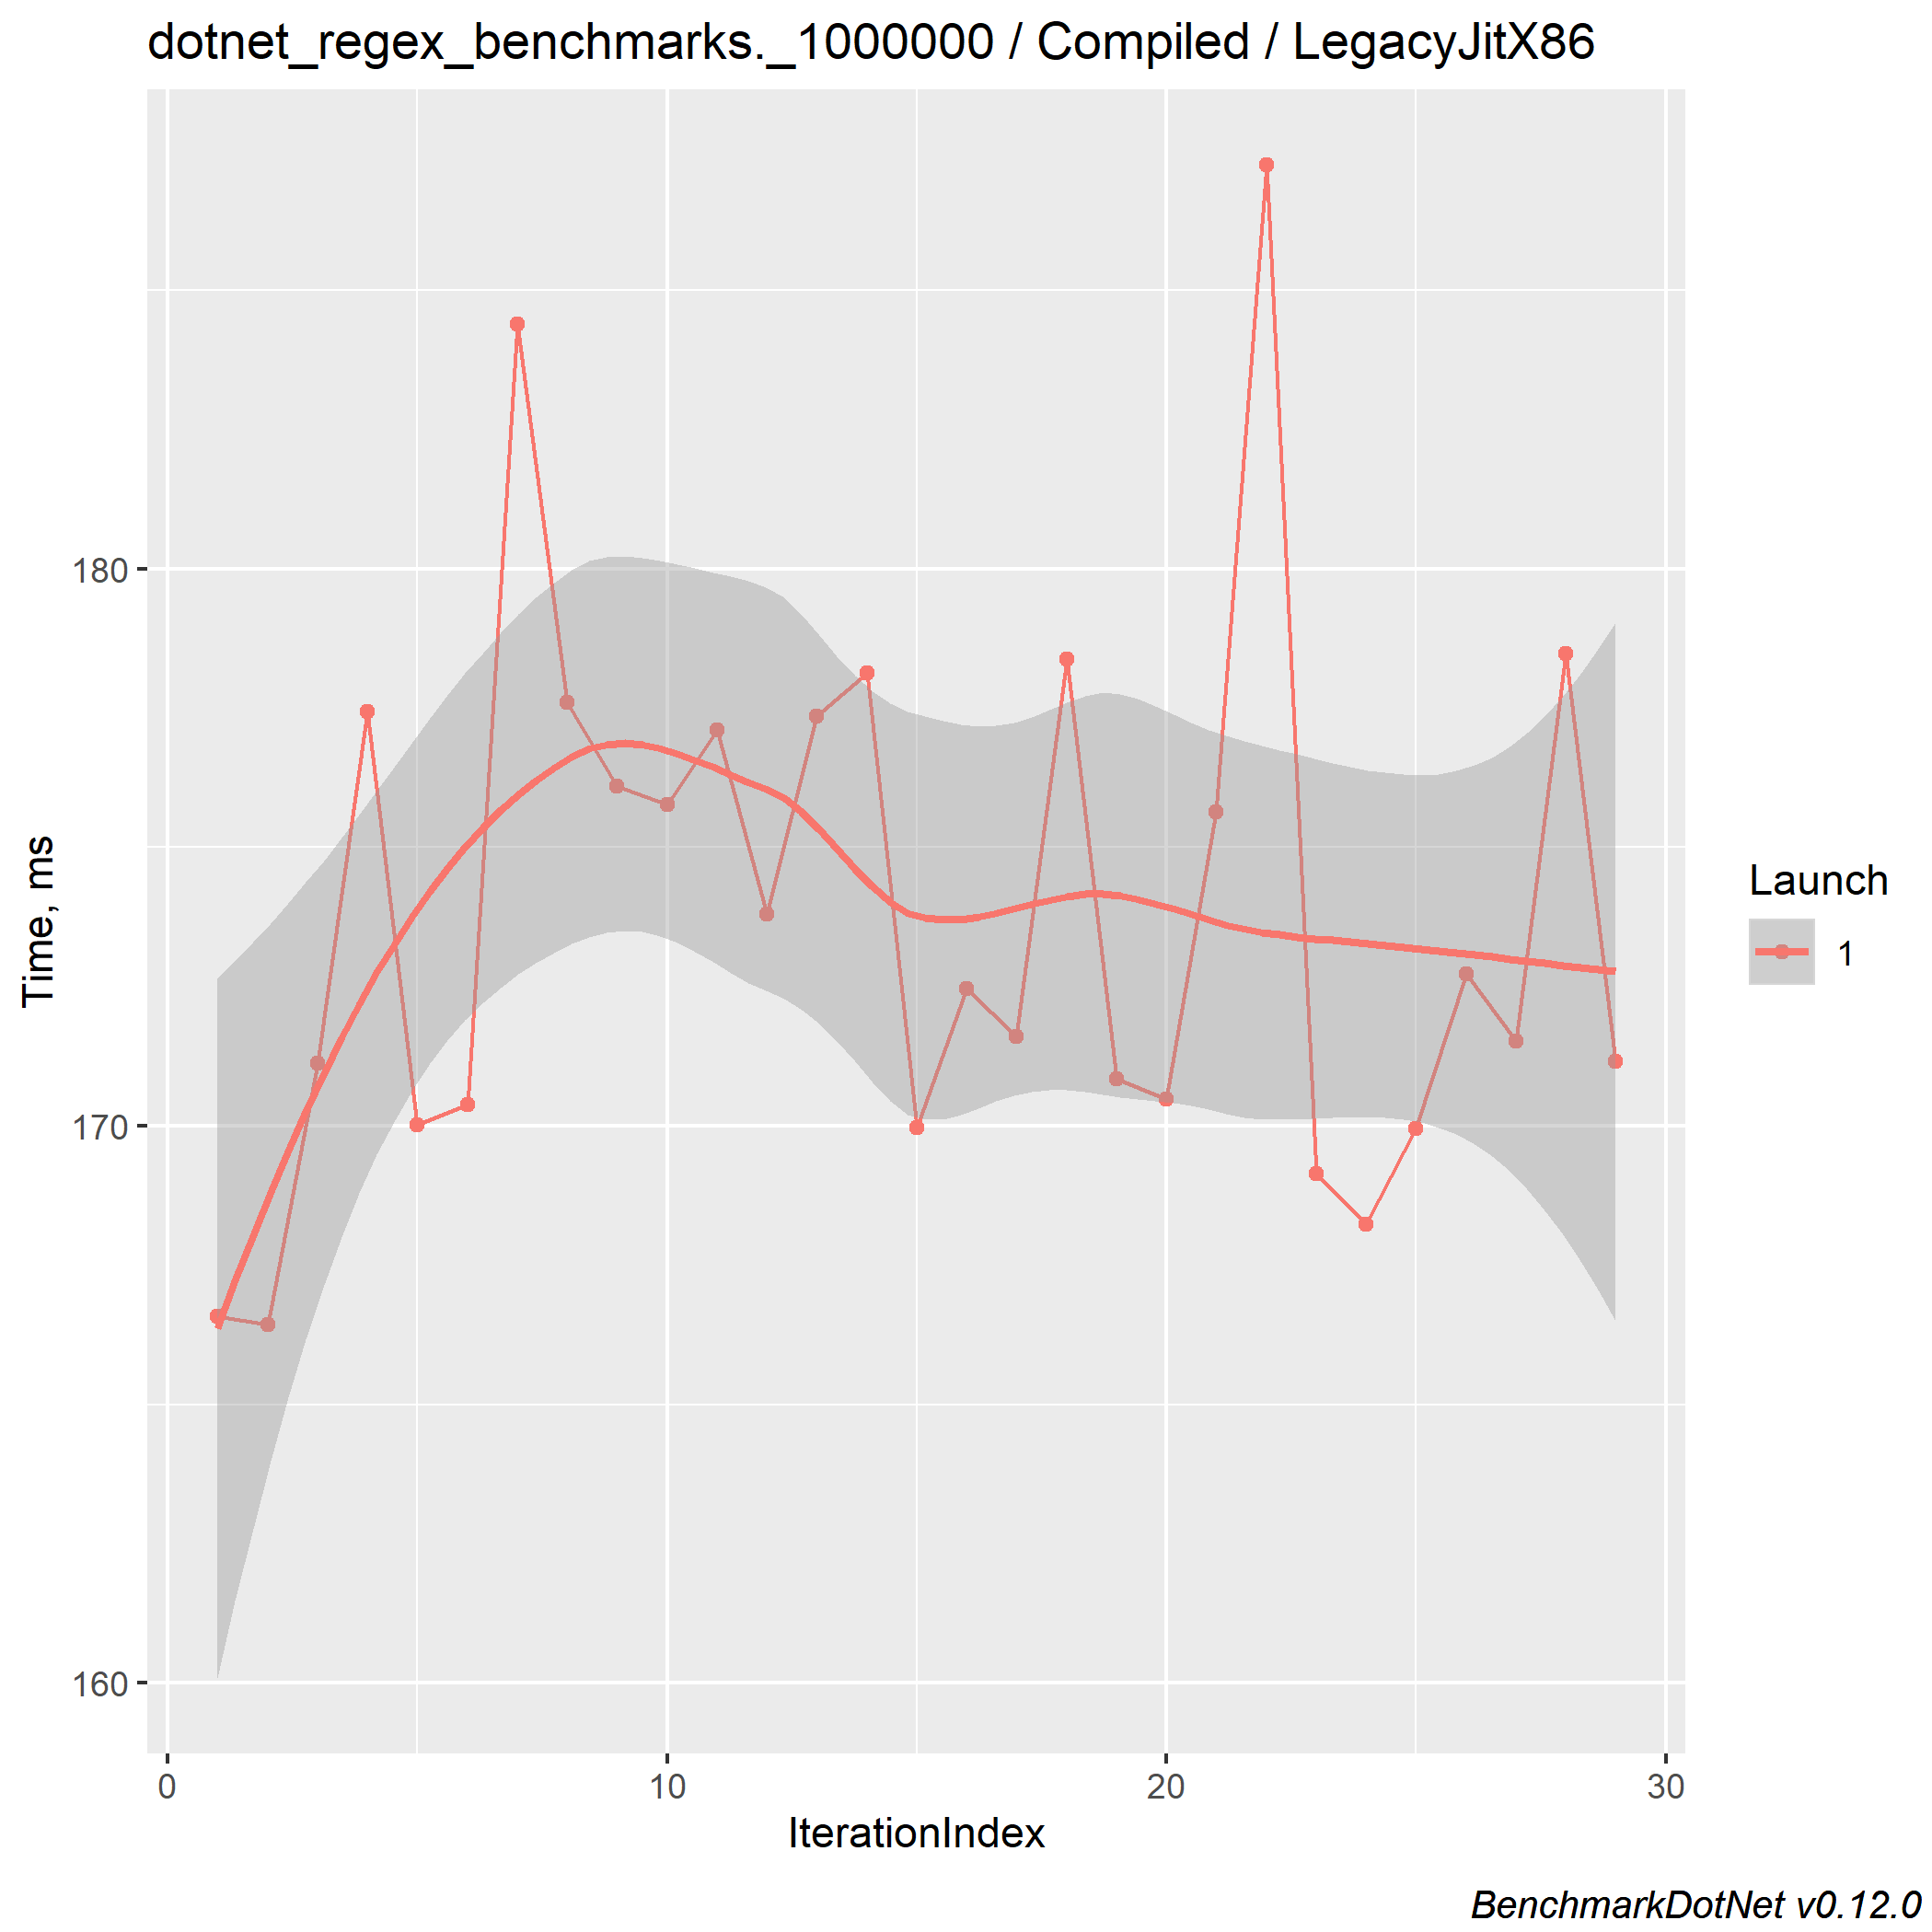 dotnet_regex_benchmarks._1000000 / Compiled / LegacyJitX86
Time, ms
180
170
160
0 10 20 30
IterationIndex
Launch
1
BenchmarkDotNet v0.12.0